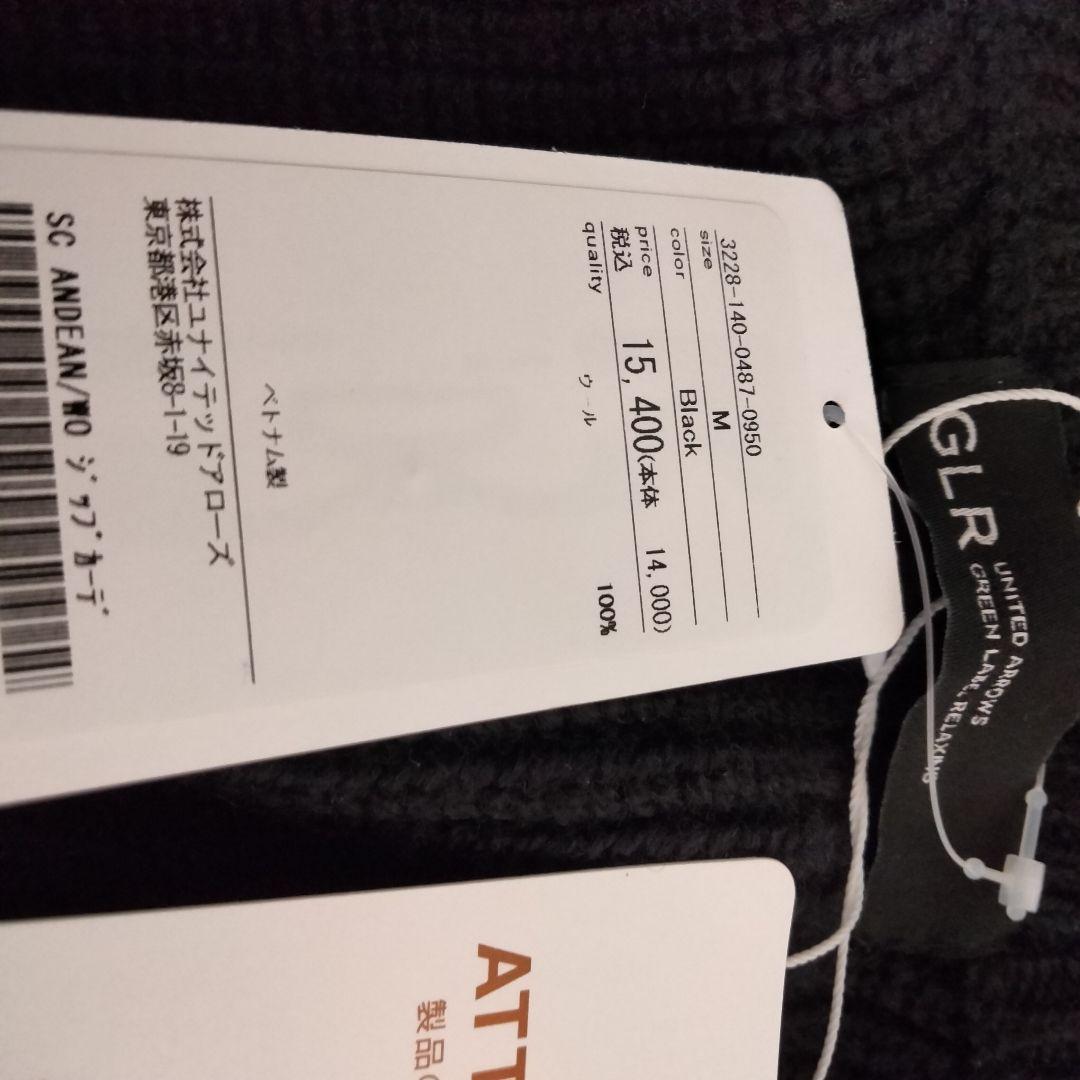 3228-140-0487-0950
size M
color Black
price
税込 15,400(本体 14,000)
quality
ウール 100%
ベトナム製
株式会社ユナイテッドアローズ
東京都港区赤坂8-1-19
SC ANDEAN/WO ジップカーデ
GLR
UNITED ARROWS
GREEN LABEL RELAXING
ATT
製品